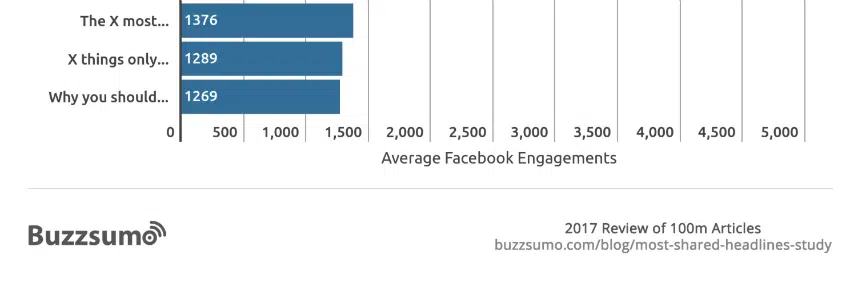 The X most... 1376
X things only... 1289
Why you should... 1269
0 500 1,000 1,500 2,000 2,500 3,000 3,500 4,000 4,500 5,000
Average Facebook Engagements
Buzzsumo
2017 Review of 100m Articles
buzzsumo.com/blog/most-shared-headlines-study